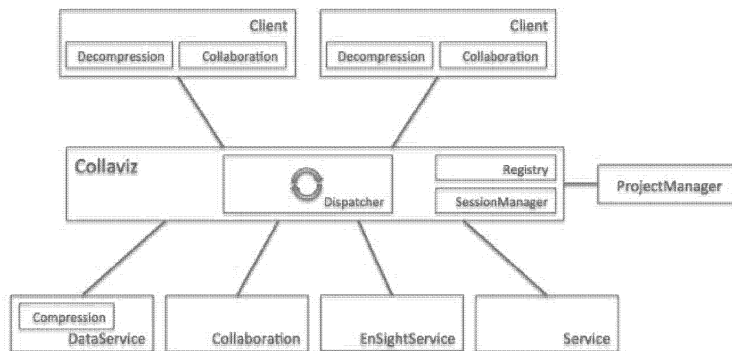 Client
Decompression
Collaboration
Client
Decompression
Collaboration
Collaviz
Dispatcher
Registry
SessionManager
ProjectManager
Compression
DataService
Collaboration
EnSightService
Service